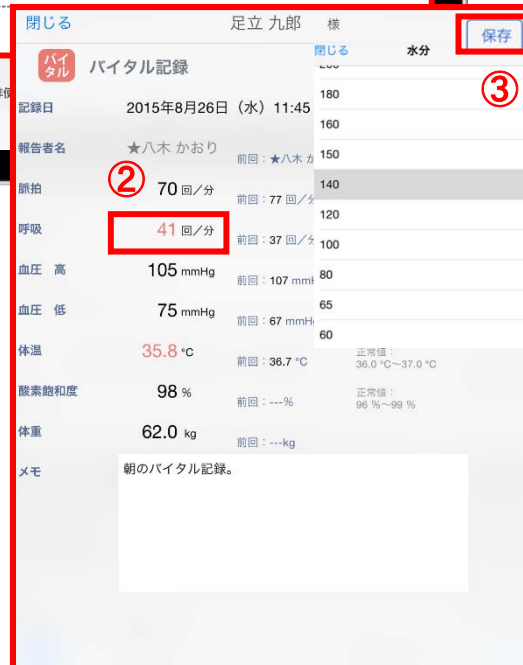 閉じる 足立 九郎 様 保存
閉じる 水分
バイタル バイタル記録
③
180
記録日 2015年8月26日（水）11:45
160
報告者名 ★八木 かおり 前回：★八木 か
150
②
脈拍 70 回／分 前回：77 回／分
140
120
呼吸 41 回／分 前回：37 回／分
100
血圧 高 105 mmHg 前回：107 mmH
80
65
血圧 低 75 mmHg 前回：67 mmH
60
体温 35.8 ℃ 前回：36.7 ℃ 正常値：
36.0 ℃～37.0 ℃
酸素飽和度 98 % 前回：---% 正常値：
96 %～99 %
体重 62.0 kg 前回：---kg
メモ 朝のバイタル記録。